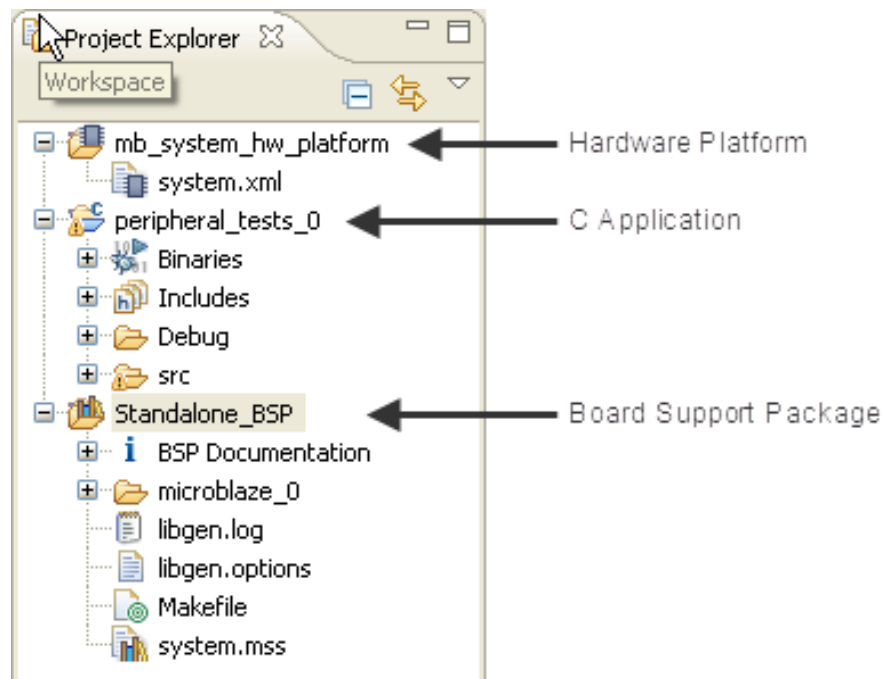 Project Explorer
Workspace
mb_system_hw_platform Hardware Platform
system.xml
peripheral_tests_0 C Application
Binaries
Includes
Debug
src
Standalone_BSP Board Support Package
BSP Documentation
microblaze_0
libgen.log
libgen.options
Makefile
system.mss